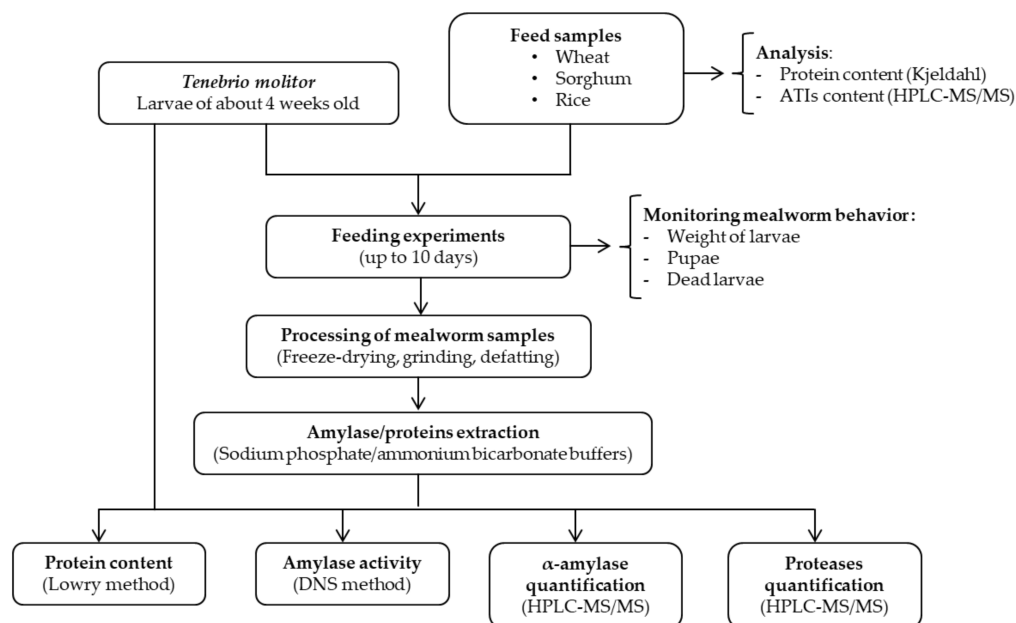 Feed samples
• Wheat
• Sorghum
• Rice
Analysis:
- Protein content (Kjeldahl)
- ATIs content (HPLC-MS/MS)
Tenebrio molitor
Larvae of about 4 weeks old
Feeding experiments
(up to 10 days)
Monitoring mealworm behavior:
- Weight of larvae
- Pupae
- Dead larvae
Processing of mealworm samples
(Freeze-drying, grinding, defatting)
Amylase/proteins extraction
(Sodium phosphate/ammonium bicarbonate buffers)
Protein content
(Lowry method)
Amylase activity
(DNS method)
α-amylase
quantification
(HPLC-MS/MS)
Proteases
quantification
(HPLC-MS/MS)